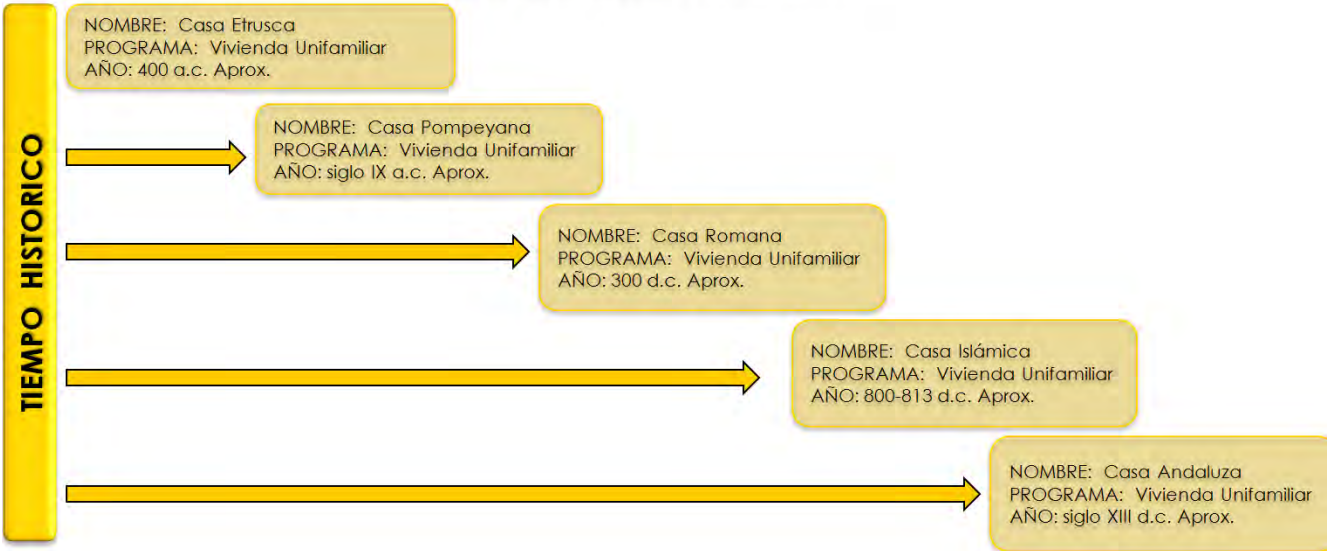 TIEMPO HISTORICO
NOMBRE: Casa Etrusca
PROGRAMA: Vivienda Unifamiliar
AÑO: 400 a.c. Aprox.
NOMBRE: Casa Pompeyana
PROGRAMA: Vivienda Unifamiliar
AÑO: siglo IX a.c. Aprox.
NOMBRE: Casa Romana
PROGRAMA: Vivienda Unifamiliar
AÑO: 300 d.c. Aprox.
NOMBRE: Casa Islámica
PROGRAMA: Vivienda Unifamiliar
AÑO: 800-813 d.c. Aprox.
NOMBRE: Casa Andaluza
PROGRAMA: Vivienda Unifamiliar
AÑO: siglo XIII d.c. Aprox.